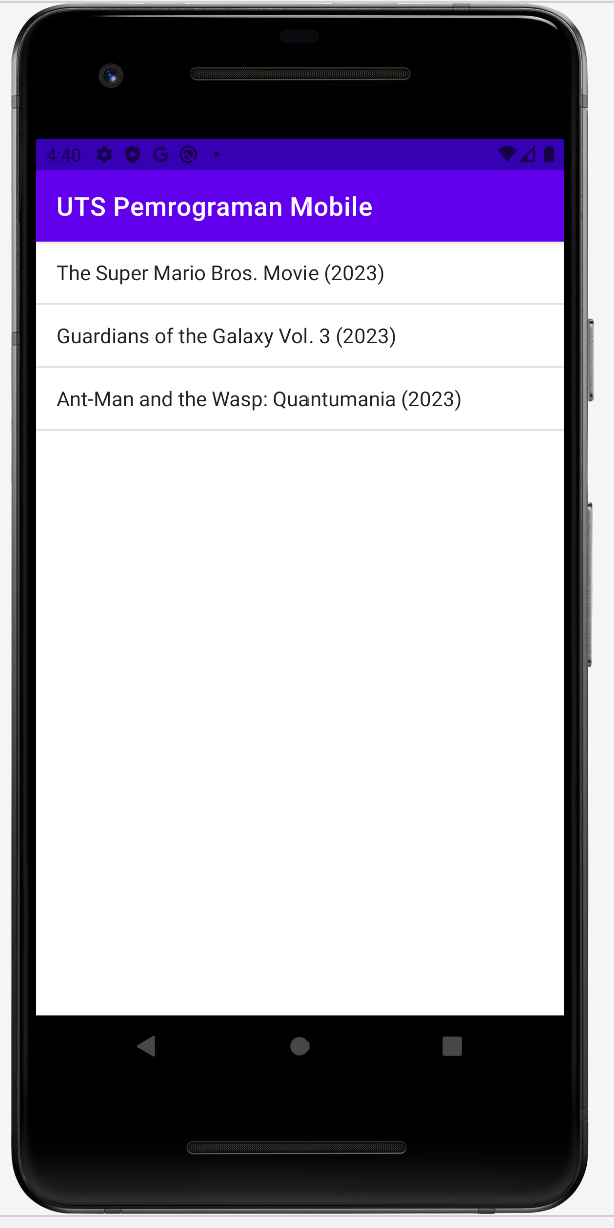 4:40
UTS Pemrograman Mobile
The Super Mario Bros. Movie (2023)
Guardians of the Galaxy Vol. 3 (2023)
Ant-Man and the Wasp: Quantumania (2023)